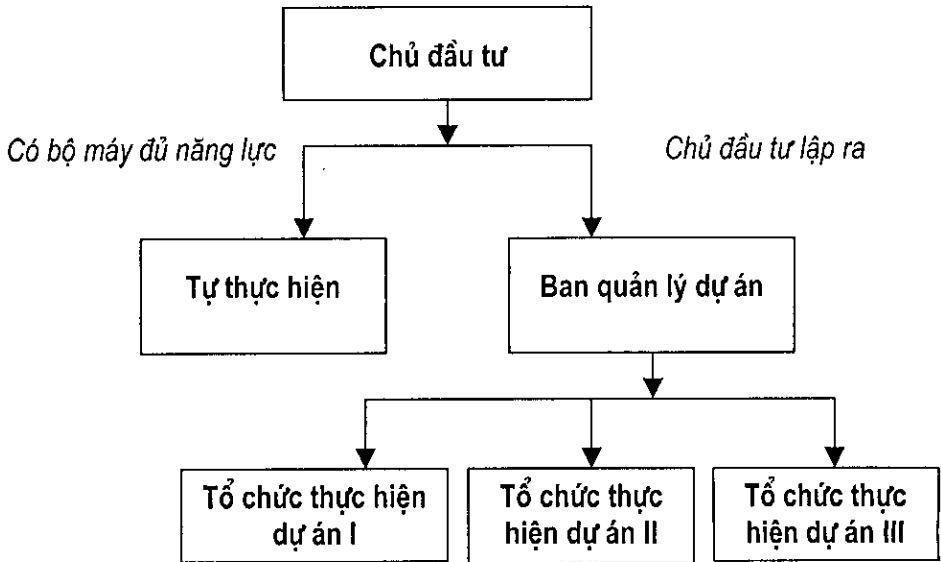 Chủ đầu tư
Có bộ máy đủ năng lực
Chủ đầu tư lập ra
Tự thực hiện
Ban quản lý dự án
Tổ chức thực hiện
dự án I
Tổ chức thực
hiện dự án II
Tổ chức thực
hiện dự án III